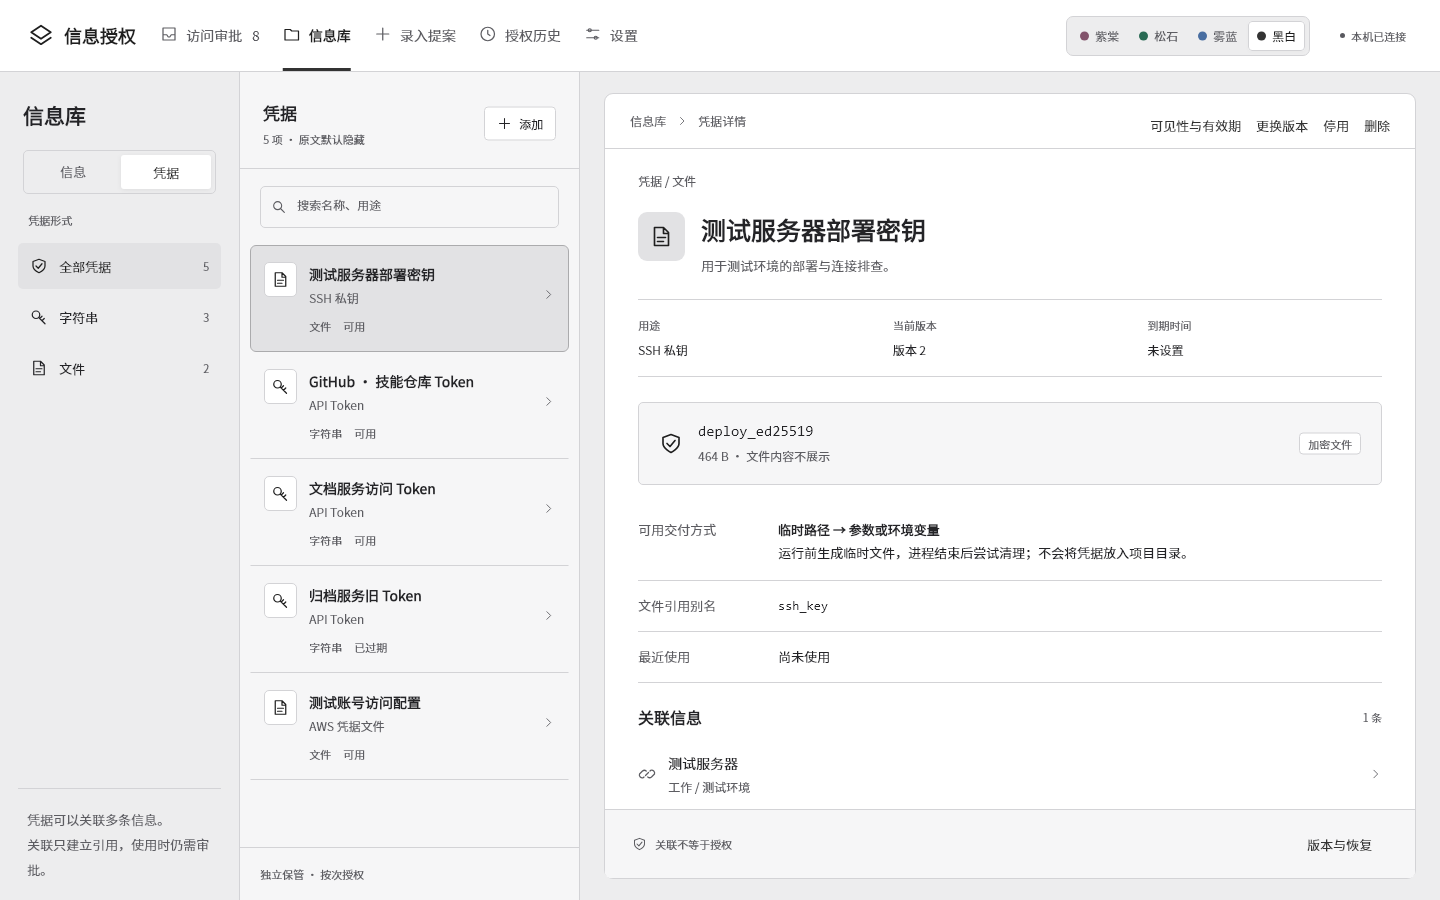 信息授权
访问审批 8
信息库
录入提案
授权历史
设置
紫棠
松石
雾蓝
黑白
本机已连接
信息库
信息
凭据
凭据形式
全部凭据 5
字符串 3
文件 2
凭据可以关联多条信息。
关联只建立引用，使用时仍需审
批。
凭据
5 项 · 原文默认隐藏
添加
搜索名称、用途
测试服务器部署密钥
SSH 私钥
文件 可用
GitHub · 技能仓库 Token
API Token
字符串 可用
文档服务访问 Token
API Token
字符串 可用
归档服务旧 Token
API Token
字符串 已过期
测试账号访问配置
AWS 凭据文件
文件 可用
独立保管 · 按次授权
信息库 > 凭据详情
可见性与有效期 更换版本 停用 删除
凭据 / 文件
测试服务器部署密钥
用于测试环境的部署与连接排查。
用途 当前版本 到期时间
SSH 私钥 版本 2 未设置
deploy_ed25519
464 B · 文件内容不展示
加密文件
可用交付方式 临时路径 → 参数或环境变量
运行前生成临时文件，进程结束后尝试清理；不会将凭据放入项目目录。
文件引用别名 ssh_key
最近使用 尚未使用
关联信息 1 条
测试服务器
工作 / 测试环境
关联不等于授权
版本与恢复